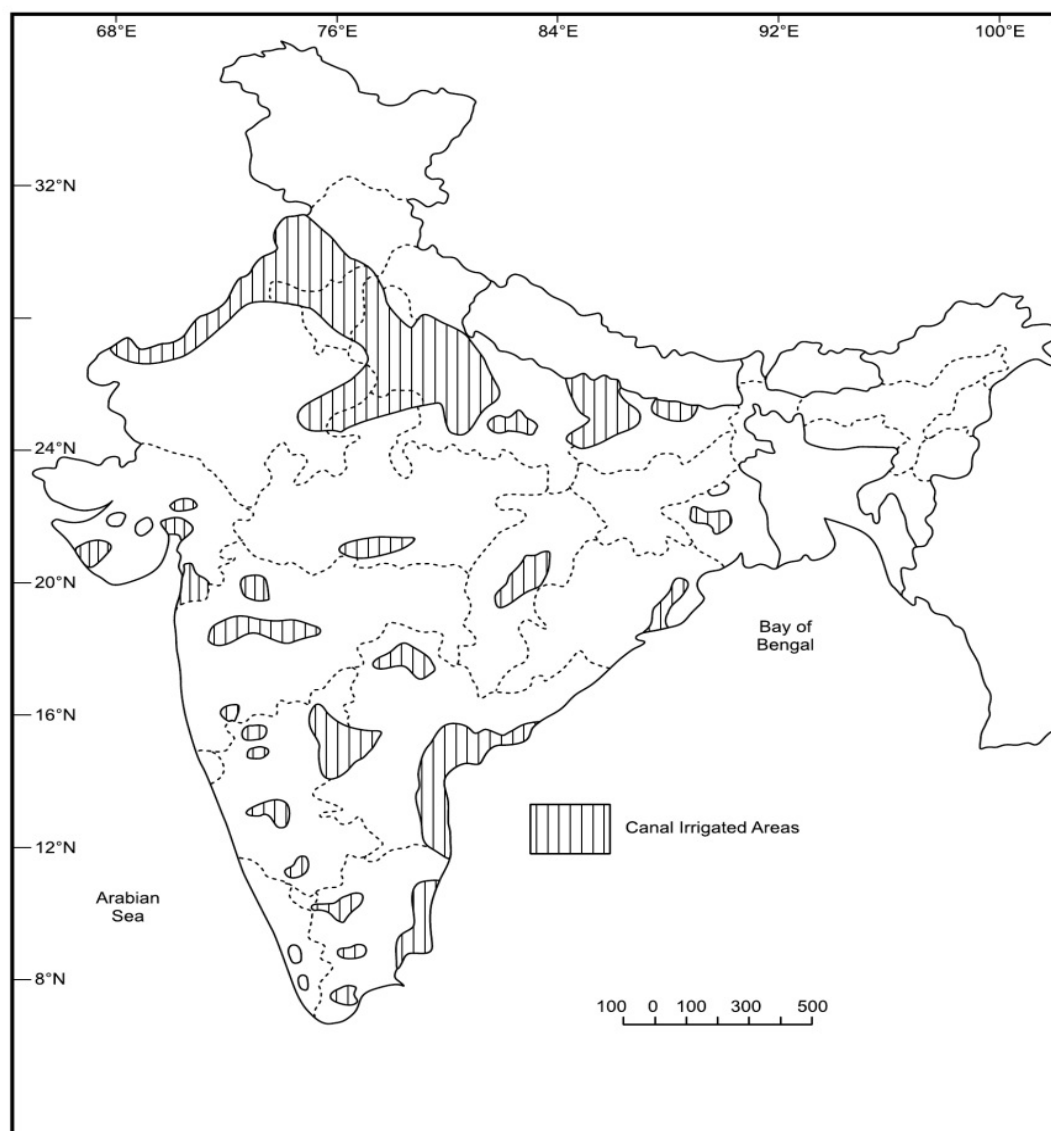 68°E 76°E 84°E 92°E 100°E
32°N
24°N
20°N
Bay of
Bengal
16°N
Canal Irrigated Areas
12°N
Arabian
Sea
8°N
100 0 100 300 500